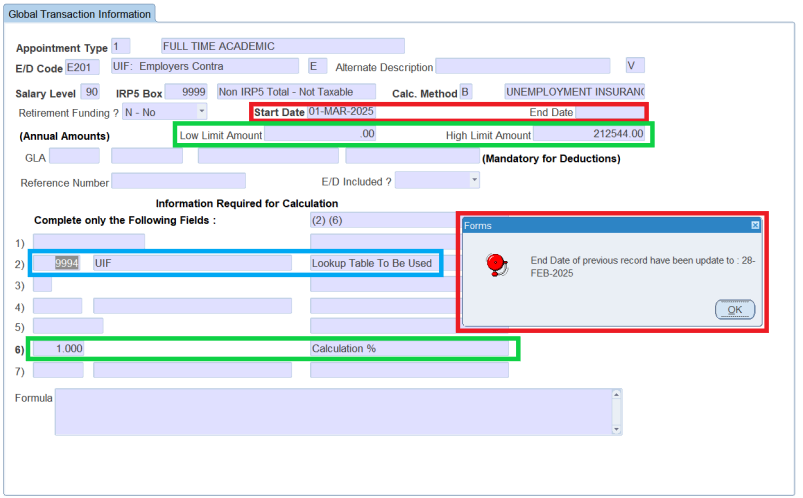 Global Transaction Information
Appointment Type 1 FULL TIME ACADEMIC
E/D Code E201 UIF: Employers Contra E Alternate Description V
Salary Level 90 IRP5 Box 9999 Non IRP5 Total - Not Taxable Calc. Method B UNEMPLOYMENT INSURANC
Retirement Funding ? N - No Start Date 01-MAR-2025 End Date
(Annual Amounts) Low Limit Amount .00 High Limit Amount 212544.00
GLA (Mandatory for Deductions)
Reference Number E/D Included ?
Information Required for Calculation
Complete only the Following Fields : (2) (6)
1)
2) 9994 UIF Lookup Table To Be Used
3)
4)
5)
6) 1.000 Calculation %
7)
Formula
Forms
End Date of previous record have been update to : 28-
FEB-2025
OK